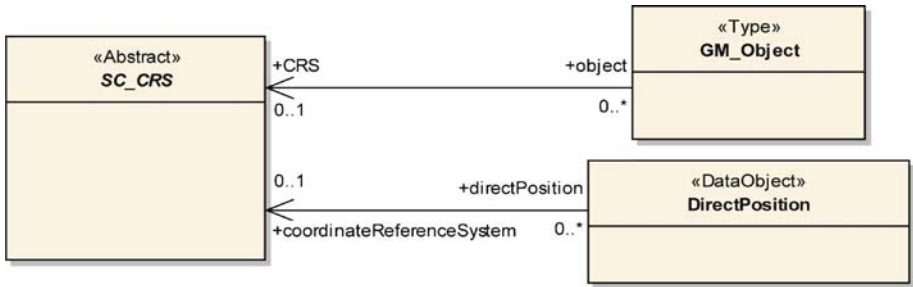 «Abstract»
SC_CRS
+CRS
0..1
+object
0..*
«Type»
GM_Object
0..1
+coordinateReferenceSystem
+directPosition
0..*
«DataObject»
DirectPosition